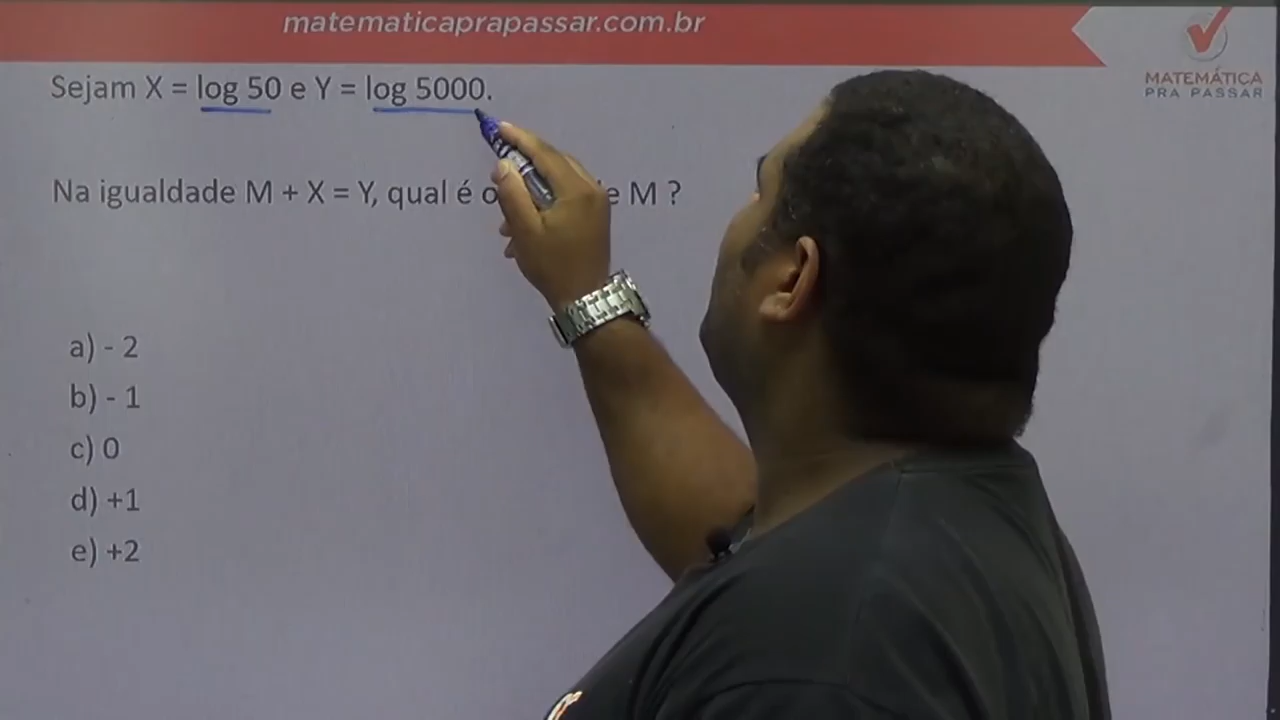 matematicaprapassar.com.br
MATEMÁTICA
PRA PASSAR
Sejam X = log 50 e Y = log 5000.
Na igualdade M + X = Y, qual é o e M ?
a) - 2
b) - 1
c) 0
d) +1
e) +2